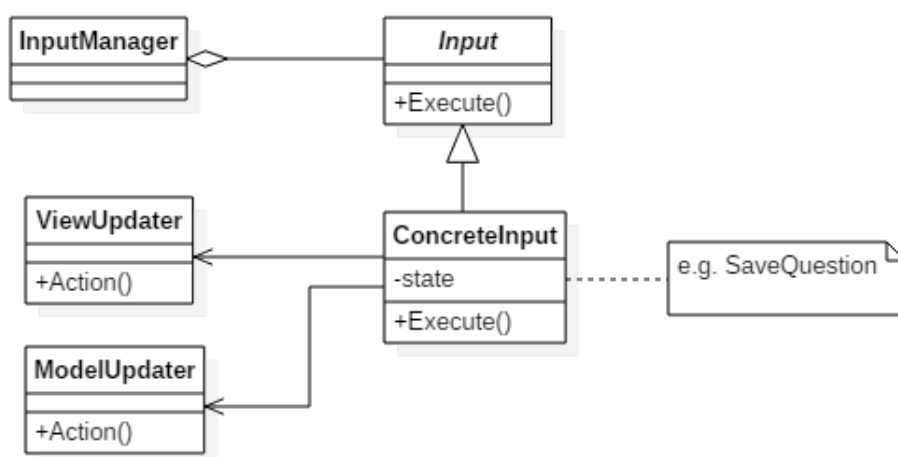 InputManager
Input
+Execute()
ViewUpdater
+Action()
ConcreteInput
-state
+Execute()
e.g. SaveQuestion
ModelUpdater
+Action()